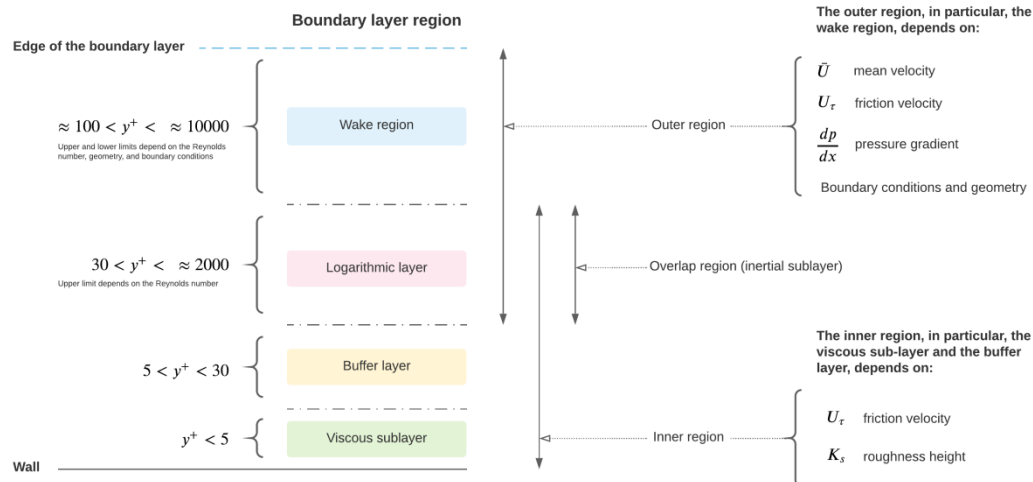 Boundary layer region
Edge of the boundary layer
≈ 100 < y⁺ < ≈ 10000
Upper and lower limits depend on the Reynolds
number, geometry, and boundary conditions
Wake region
30 < y⁺ < ≈ 2000
Upper limit depends on the Reynolds number
Logarithmic layer
5 < y⁺ < 30
Buffer layer
y⁺ < 5
Viscous sublayer
Wall
Outer region
Overlap region (inertial sublayer)
Inner region
The outer region, in particular, the
wake region, depends on:
Ū mean velocity
U_τ friction velocity
dp/dx pressure gradient
Boundary conditions and geometry
The inner region, in particular, the
viscous sub-layer and the buffer
layer, depends on:
U_τ friction velocity
K_s roughness height